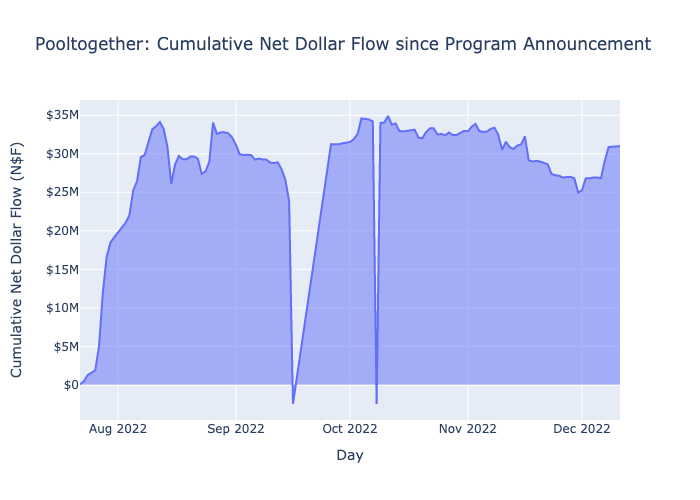 Pooltogether: Cumulative Net Dollar Flow since Program Announcement
Cumulative Net Dollar Flow (N$F)
$35M
$30M
$25M
$20M
$15M
$10M
$5M
$0
Aug 2022
Sep 2022
Oct 2022
Nov 2022
Dec 2022
Day